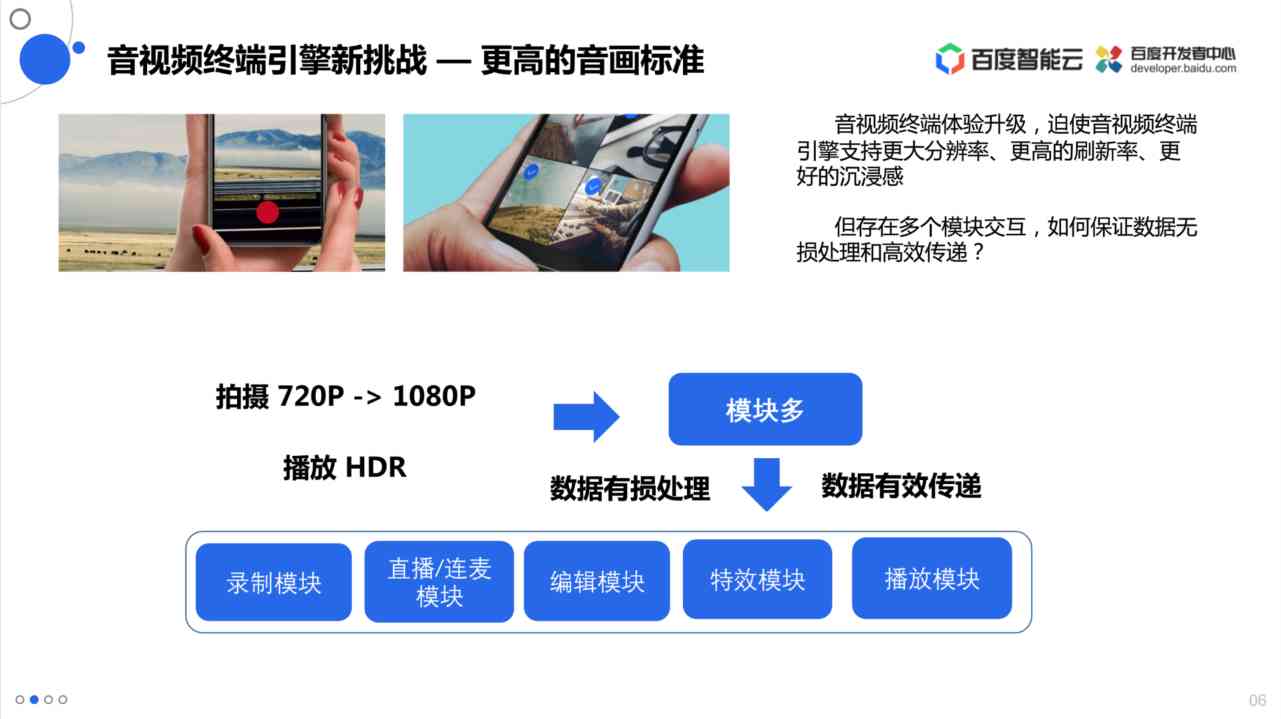 音视频终端引擎新挑战 — 更高的音画标准
百度智能云
百度开发者中心
developer.baidu.com
音视频终端体验升级，迫使音视频终端
引擎支持更大分辨率、更高的刷新率、更
好的沉浸感
但存在多个模块交互，如何保证数据无
损处理和高效传递？
拍摄 720P -> 1080P
播放 HDR
模块多
数据有损处理
数据有效传递
录制模块
直播/连麦
模块
编辑模块
特效模块
播放模块
06